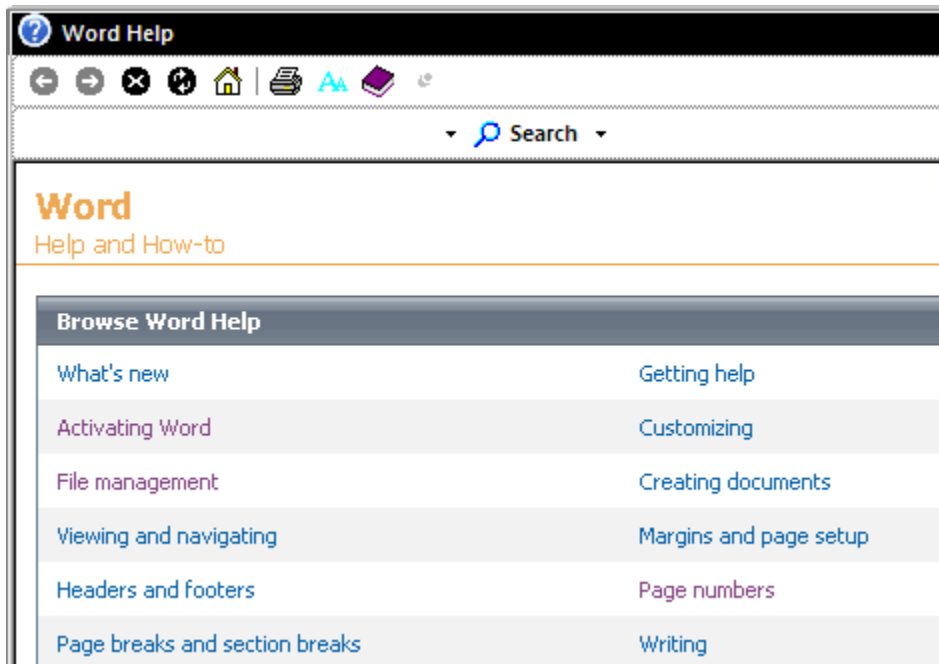 Word Help
Search
Word
Help and How-to
Browse Word Help
What's new Getting help
Activating Word Customizing
File management Creating documents
Viewing and navigating Margins and page setup
Headers and footers Page numbers
Page breaks and section breaks Writing